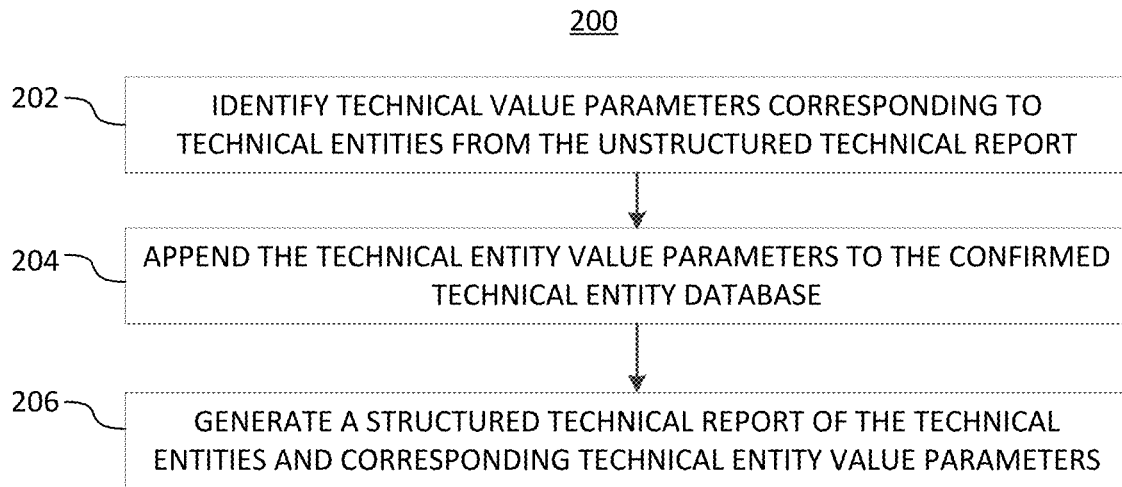 200
202
IDENTIFY TECHNICAL VALUE PARAMETERS CORRESPONDING TO
TECHNICAL ENTITIES FROM THE UNSTRUCTURED TECHNICAL REPORT
204
APPEND THE TECHNICAL ENTITY VALUE PARAMETERS TO THE CONFIRMED
TECHNICAL ENTITY DATABASE
206
GENERATE A STRUCTURED TECHNICAL REPORT OF THE TECHNICAL
ENTITIES AND CORRESPONDING TECHNICAL ENTITY VALUE PARAMETERS